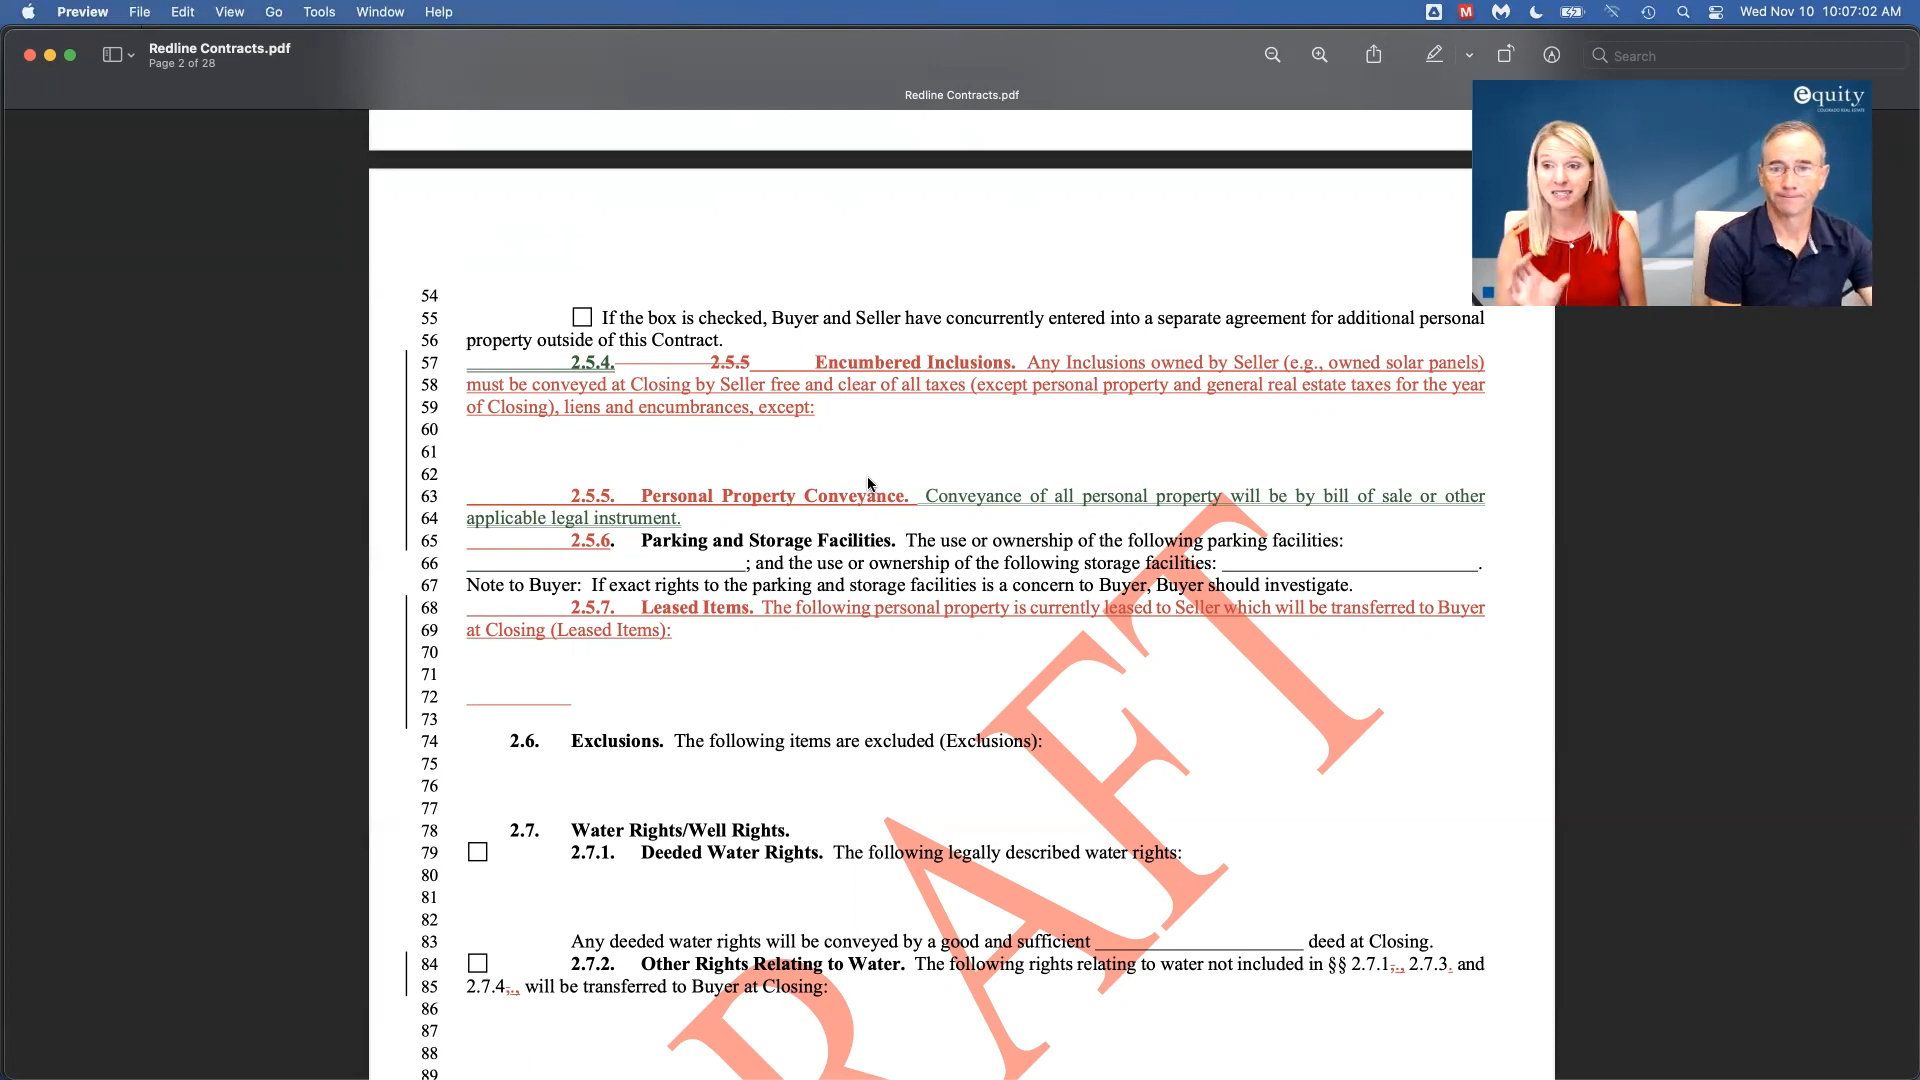 Preview File Edit View Go Tools Window Help
M
Wed Nov 10 10:07:02 AM
Redline Contracts.pdf
Page 2 of 28
Search
Redline Contracts.pdf
equity
COLORADO REAL ESTATE
54
55 If the box is checked, Buyer and Seller have concurrently entered into a separate agreement for additional personal
56 property outside of this Contract.
57 2.5.4. 2.5.5 Encumbered Inclusions. Any Inclusions owned by Seller (e.g., owned solar panels)
58 must be conveyed at Closing by Seller free and clear of all taxes (except personal property and general real estate taxes for the year
59 of Closing), liens and encumbrances, except:
60
61
62
63 2.5.5. Personal Property Conveyance. Conveyance of all personal property will be by bill of sale or other
64 applicable legal instrument.
65 2.5.6. Parking and Storage Facilities. The use or ownership of the following parking facilities:
66 ____________________________; and the use or ownership of the following storage facilities: __________________________.
67 Note to Buyer: If exact rights to the parking and storage facilities is a concern to Buyer, Buyer should investigate.
68 2.5.7. Leased Items. The following personal property is currently leased to Seller which will be transferred to Buyer
69 at Closing (Leased Items):
70
71
72
73
74 2.6. Exclusions. The following items are excluded (Exclusions):
75
76
77
78 2.7. Water Rights/Well Rights.
79 2.7.1. Deeded Water Rights. The following legally described water rights:
80
81
82
83 Any deeded water rights will be conveyed by a good and sufficient _____________________ deed at Closing.
84 2.7.2. Other Rights Relating to Water. The following rights relating to water not included in §§ 2.7.1,., 2.7.3. and
85 2.7.4,., will be transferred to Buyer at Closing:
86
87
88
89
RAFT